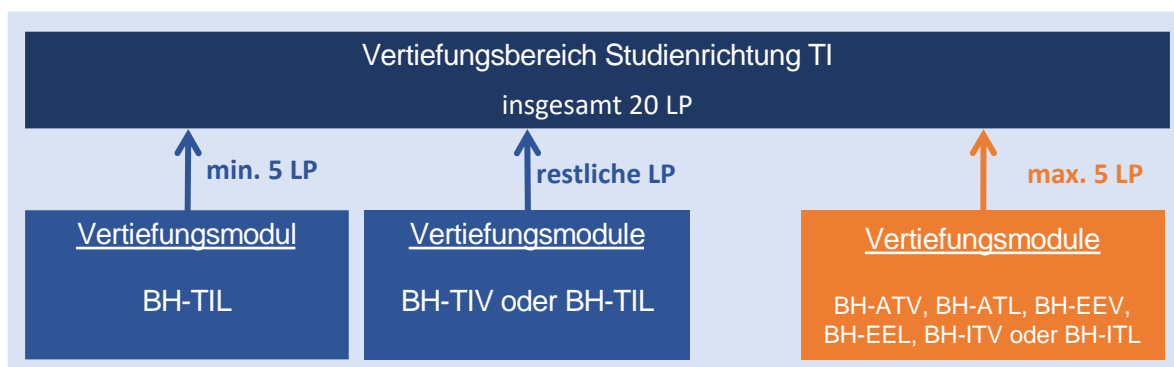 Vertiefungsbereich Studienrichtung TI
insgesamt 20 LP
min. 5 LP
restliche LP
max. 5 LP
Vertiefungsmodul
BH-TIL
Vertiefungsmodule
BH-TIV oder BH-TIL
Vertiefungsmodule
BH-ATV, BH-ATL, BH-EEV,
BH-EEL, BH-ITV oder BH-ITL